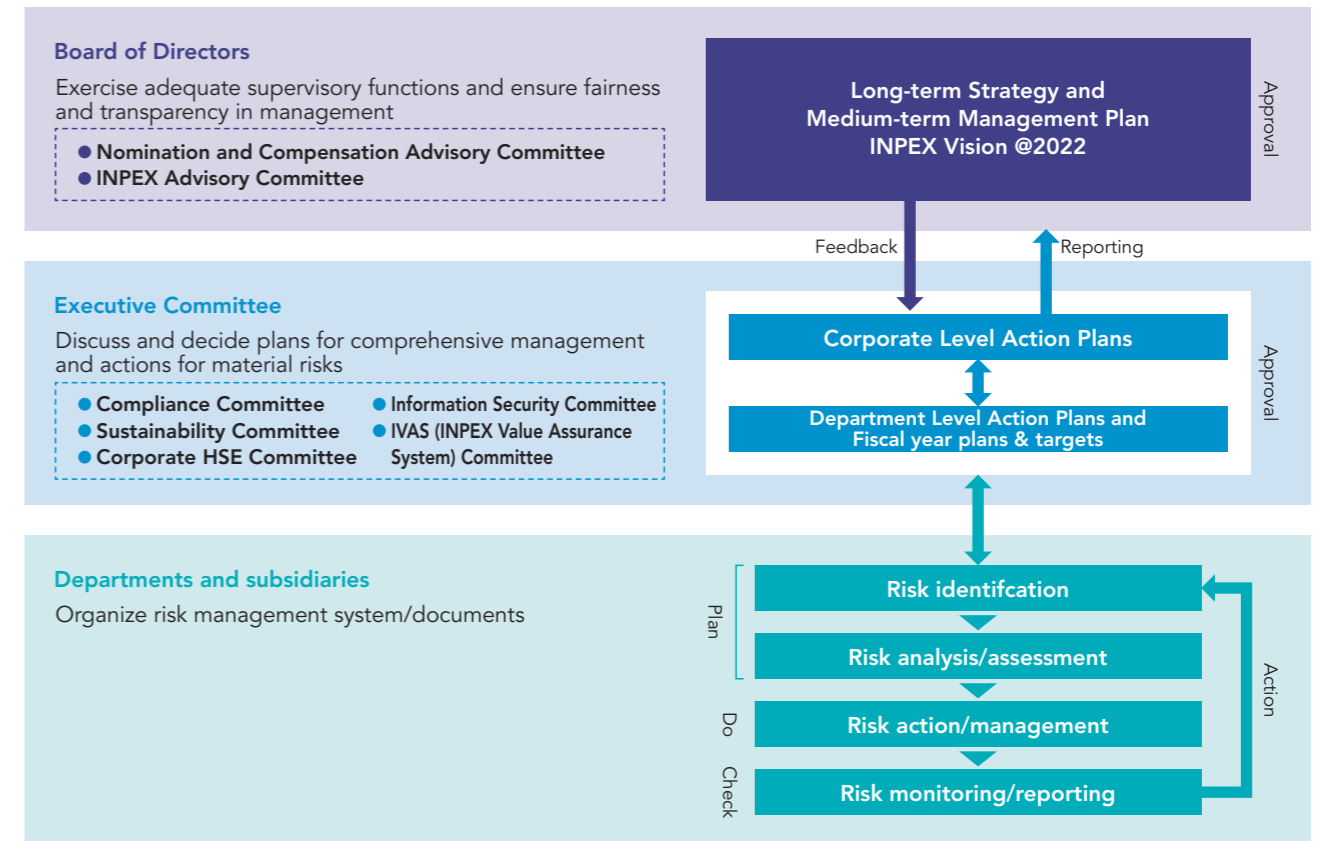 Board of Directors
Exercise adequate supervisory functions and ensure fairness
and transparency in management
● Nomination and Compensation Advisory Committee
● INPEX Advisory Committee
Long-term Strategy and
Medium-term Management Plan
INPEX Vision @2022
Approval
Feedback
Reporting
Executive Committee
Discuss and decide plans for comprehensive management
and actions for material risks
● Compliance Committee
● Sustainability Committee
● Corporate HSE Committee
● Information Security Committee
● IVAS (INPEX Value Assurance
System) Committee
Corporate Level Action Plans
Department Level Action Plans and
Fiscal year plans & targets
Approval
Departments and subsidiaries
Organize risk management system/documents
Plan
Risk identifcation
Risk analysis/assessment
Do
Risk action/management
Check
Risk monitoring/reporting
Action